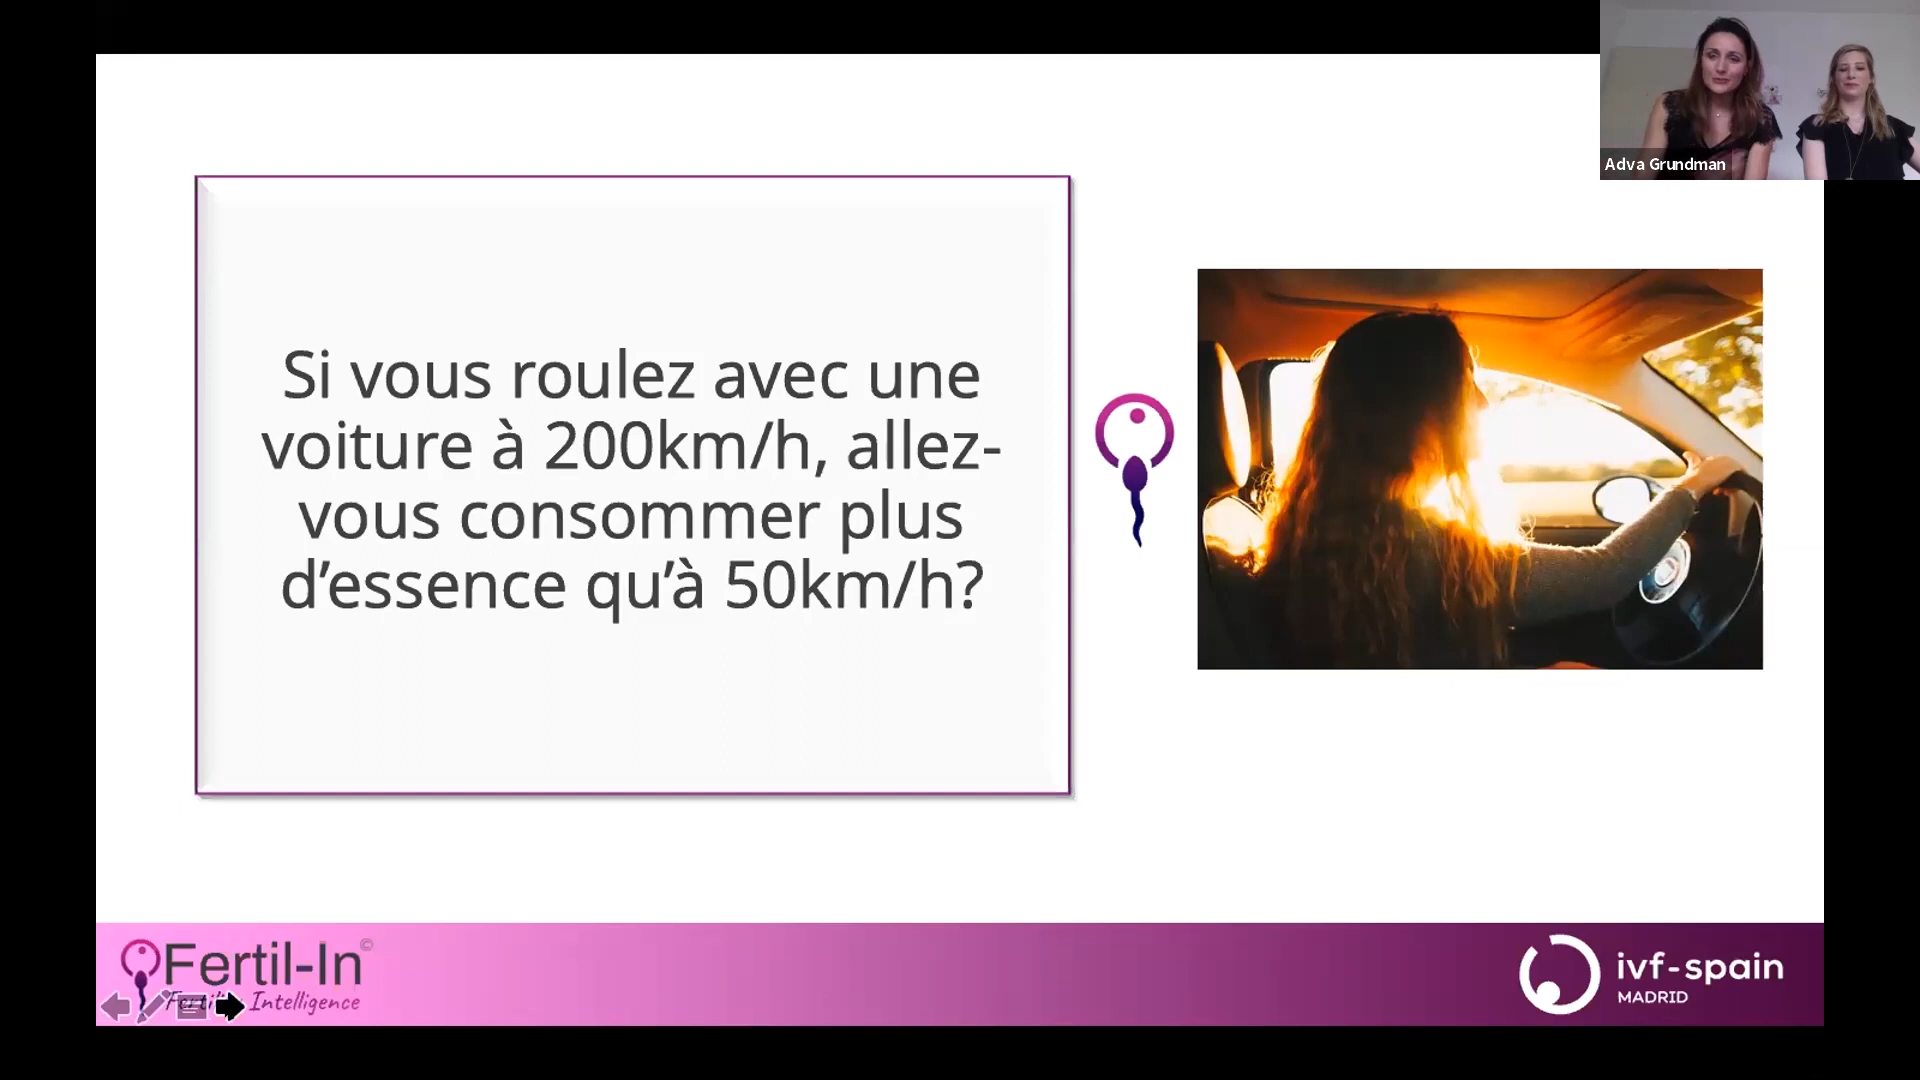 Adva Grundman
Si vous roulez avec une
voiture à 200km/h, allez-
vous consommer plus
d’essence qu’à 50km/h?
Fertil-In©
Intelligence
ivf-spain
MADRID